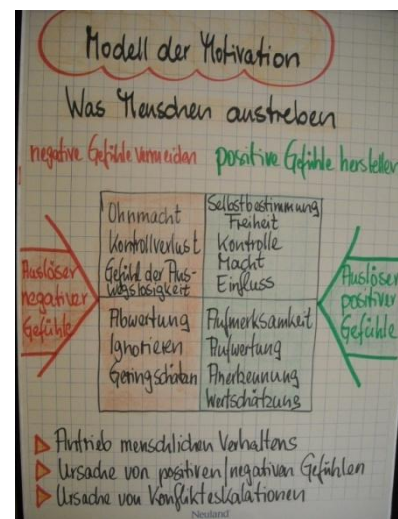 Modell der Motivation
Was Menschen anstreben
negative Gefühle vermeiden
positive Gefühle herstellen
Auslöser
negativer
Gefühle
Ohnmacht
Kontrollverlust
Gefühl der Aus-
wegslosigkeit
Abwertung
Ignorieren
Geringschätzen
Selbstbestimmung
Freiheit
Kontrolle
Macht
Einfluss
Aufmerksamkeit
Aufwertung
Anerkennung
Wertschätzung
Auslöser
positiver
Gefühle
Antrieb menschlichen Verhaltens
Ursache von positiven/negativen Gefühlen
Ursache von Konflikteskalationen
Neuland